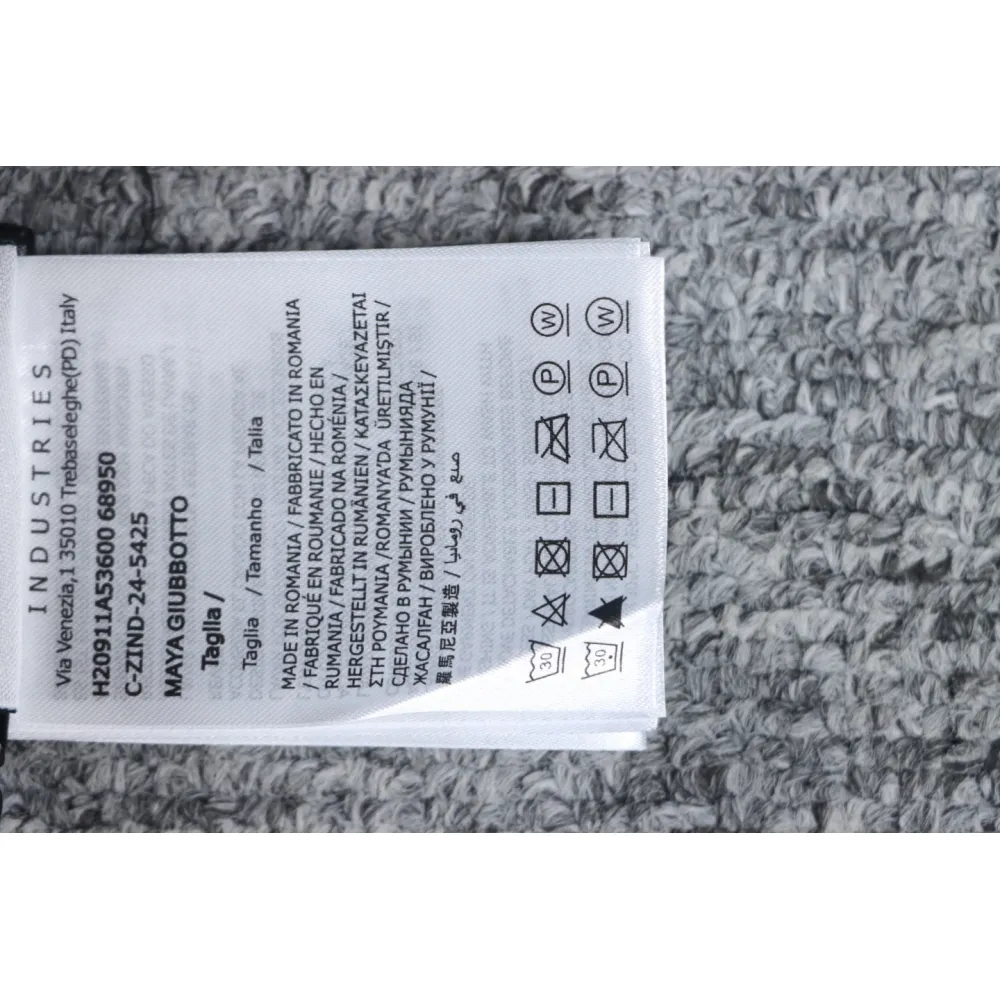 INDUSTRIES
Via Venezia,1 35010 Trebaseleghe(PD) Italy
H20911A53600 68950
C-ZIND-24-5425
MAYA GIUBBOTTO
Taglia /
Taglia / Tamanho / Talia
MADE IN ROMANIA / FABBRICATO IN ROMANIA
/ FABRIQUÉ EN ROUMANIE / HECHO EN
RUMANIA / FABRICADO NA ROMÉNIA /
HERGESTELLT IN RUMÄNIEN / ΚΑΤΑΣΚΕΥΑΖΕΤΑΙ
ΣΤΗ ΡΟΥΜΑΝΙΑ /ROMANYA'DA ÜRETILMIŞTIR /
СДЕЛАНО В РУМЫНИИ / РУМЫНИЯДА
ЖАСАЛҒАН / ВИРОБЛЕНО У РУМУНІЇ /
羅馬尼亞製造 / صنع في رومانيا
W P 30
W P 30